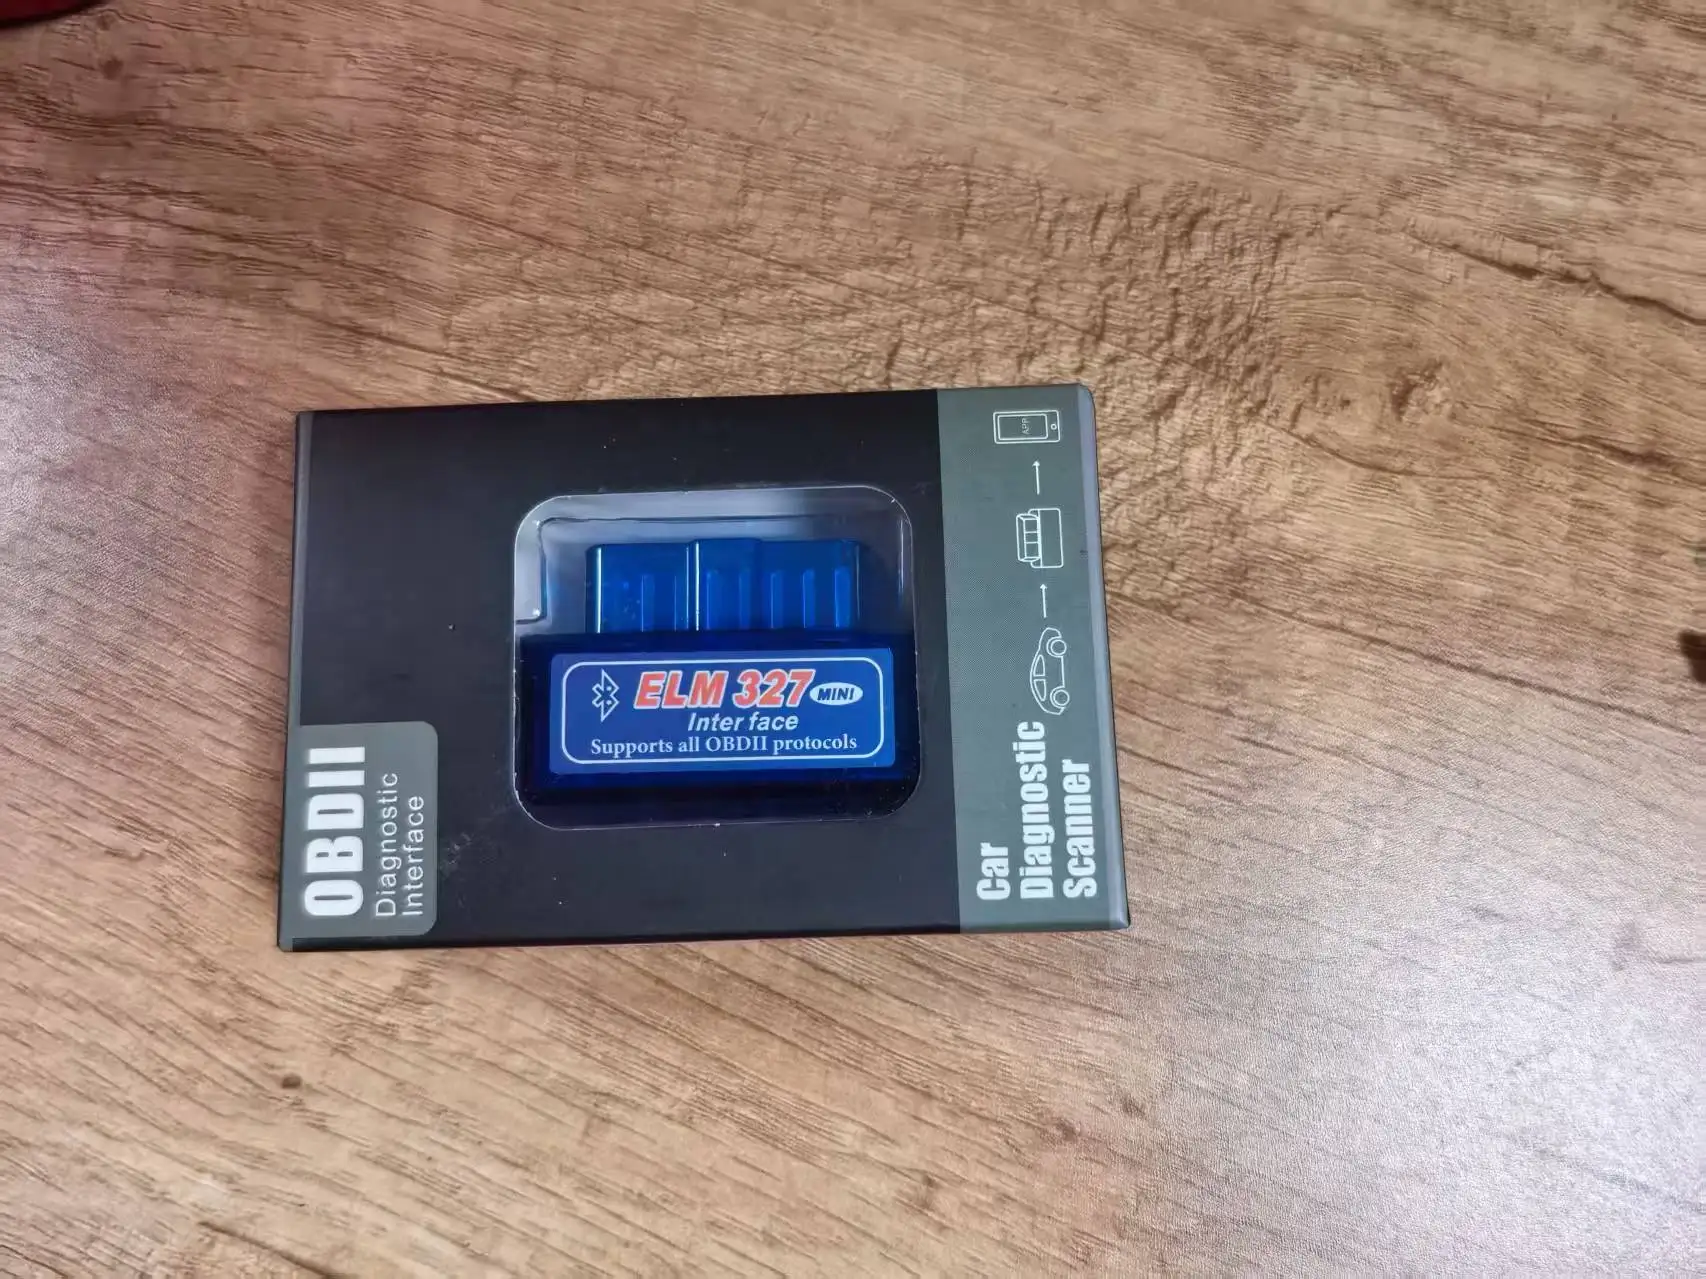 OBDII
Diagnostic
Interface
ELM 327 MINI
Inter face
Supports all OBDII protocols
Car
Diagnostic
Scanner
APP